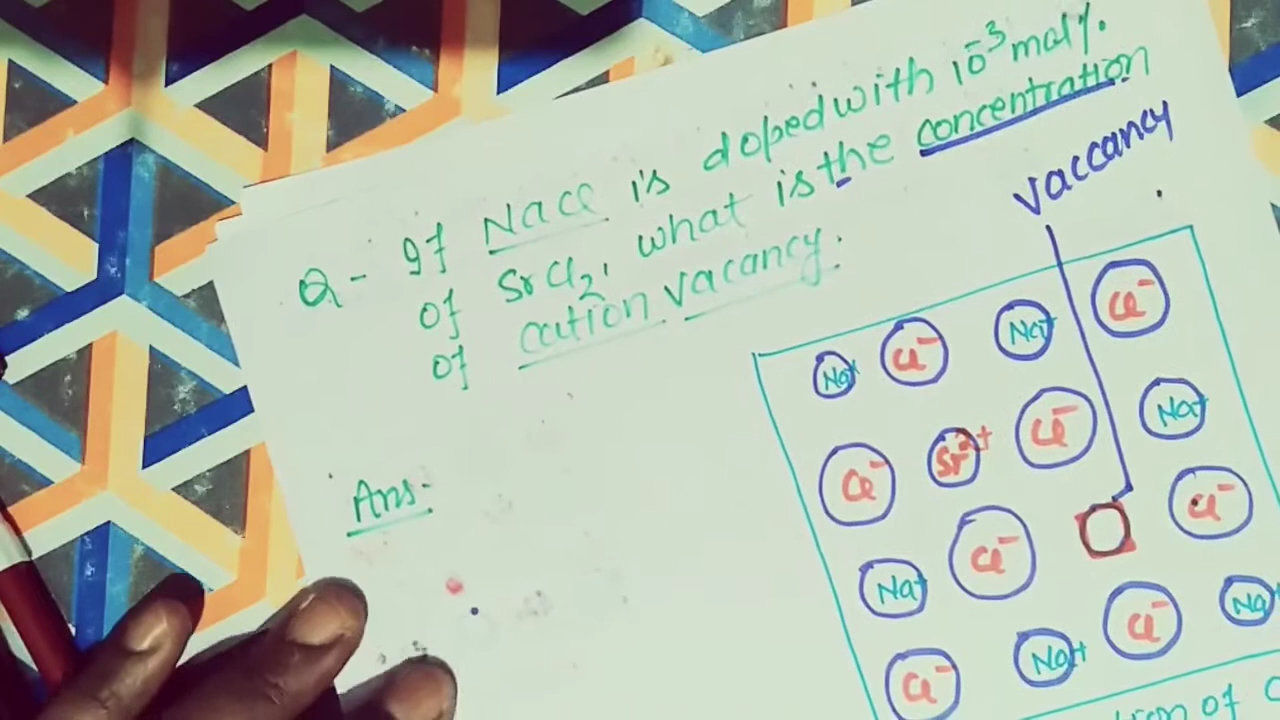 Q- If NaCl is doped with 10⁻³ mol%.
of SrCl₂, what is the concentration
of cation vacancy.
vaccancy
Na⁺ Cl⁻ Na⁺ Cl⁻
Cl⁻ Sr²⁺ Cl⁻ Na⁺
Ans-
Na⁺ Cl⁻ Cl⁻
Cl⁻ Na⁺ Cl⁻ Na⁺
of